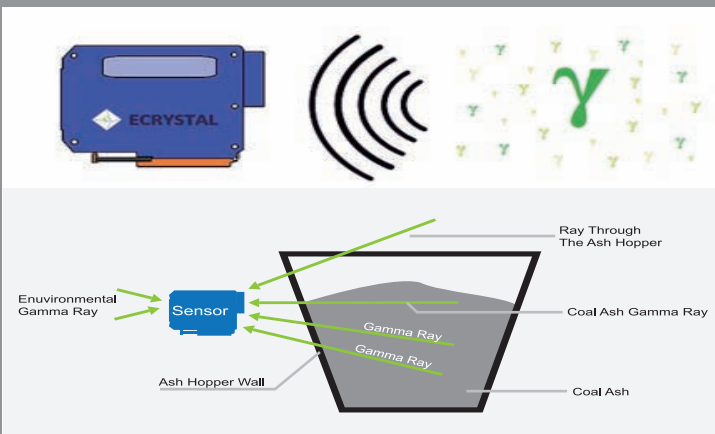 ECRYSTAL
γ
Ray Through
The Ash Hopper
Enuvironmental
Gamma Ray
Sensor
Coal Ash Gamma Ray
Gamma Ray
Gamma Ray
Ash Hopper Wall
Coal Ash